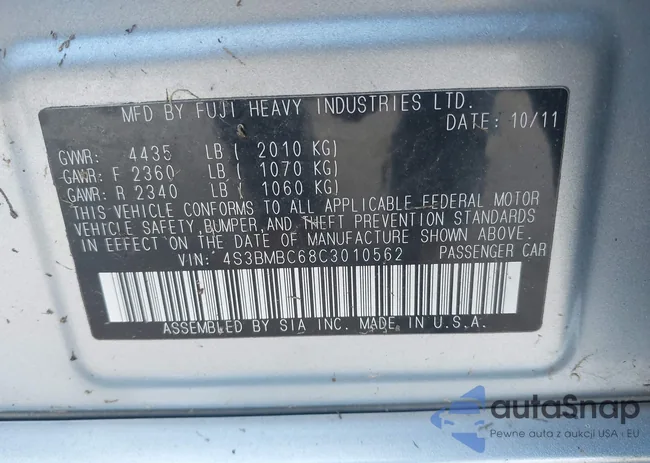 MFD BY FUJI HEAVY INDUSTRIES LTD.
DATE: 10/11
GVWR: 4435 LB ( 2010 KG)
GAWR: F 2360 LB ( 1070 KG)
GAWR: R 2340 LB ( 1060 KG)
THIS VEHICLE CONFORMS TO ALL APPLICABLE FEDERAL MOTOR
VEHICLE SAFETY, BUMPER, AND THEFT PREVENTION STANDARDS
IN EFFECT ON THE DATE OF MANUFACTURE SHOWN ABOVE.
VIN: 4S3BMBC68C3010562 PASSENGER CAR
ASSEMBLED BY SIA INC. MADE IN U.S.A.
autaSnap
Pewne auta z aukcji USA i EU